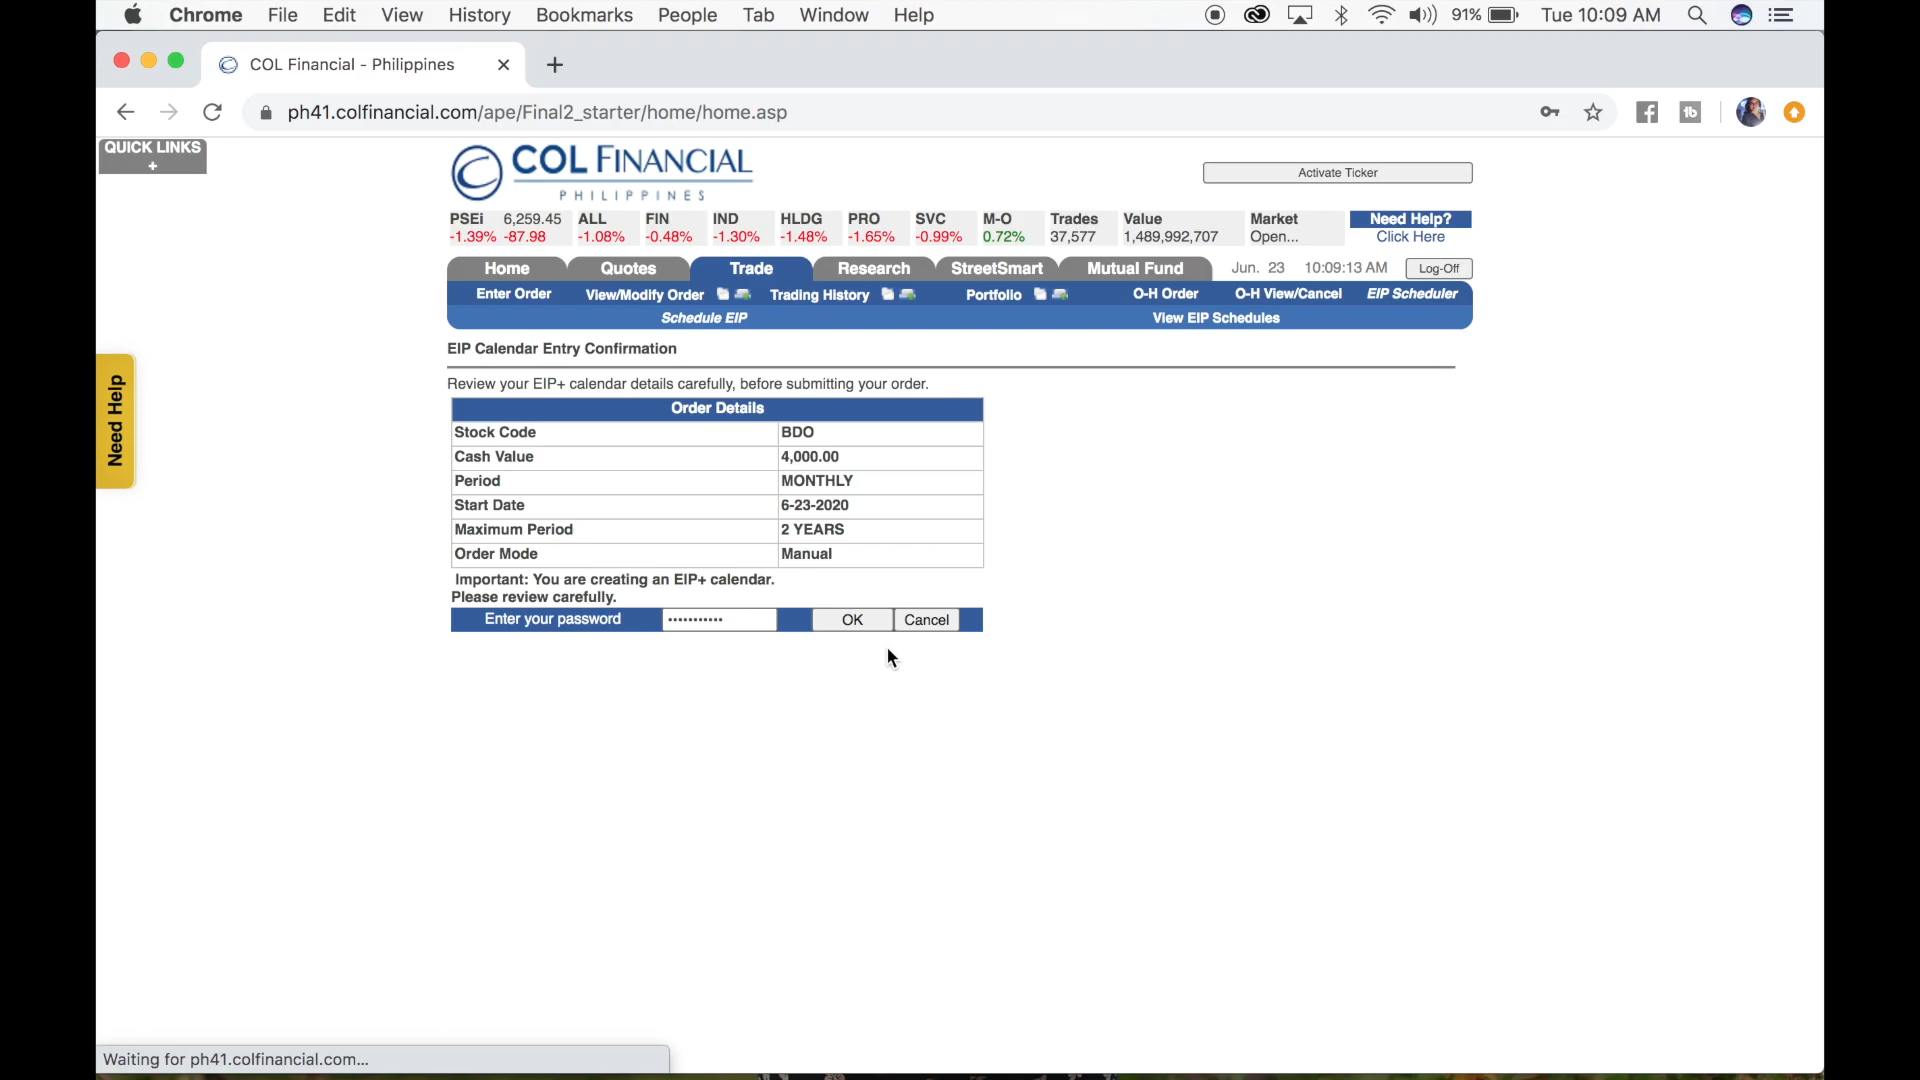 Chrome File Edit View History Bookmarks People Tab Window Help 91% Tue 10:09 AM
COL Financial - Philippines
ph41.colfinancial.com/ape/Final2_starter/home/home.asp
QUICK LINKS
+
COL FINANCIAL
PHILIPPINES
Activate Ticker
PSEi 6,259.45 ALL FIN IND HLDG PRO SVC M-O Trades Value Market Need Help?
-1.39% -87.98 -1.08% -0.48% -1.30% -1.48% -1.65% -0.99% 0.72% 37,577 1,489,992,707 Open... Click Here
Home Quotes Trade Research StreetSmart Mutual Fund Jun. 23 10:09:13 AM Log-Off
Enter Order View/Modify Order Trading History Portfolio O-H Order O-H View/Cancel EIP Scheduler
Schedule EIP View EIP Schedules
EIP Calendar Entry Confirmation
Need Help
Review your EIP+ calendar details carefully, before submitting your order.
Order Details
Stock Code BDO
Cash Value 4,000.00
Period MONTHLY
Start Date 6-23-2020
Maximum Period 2 YEARS
Order Mode Manual
Important: You are creating an EIP+ calendar.
Please review carefully.
Enter your password ••••••••••• OK Cancel
Waiting for ph41.colfinancial.com...